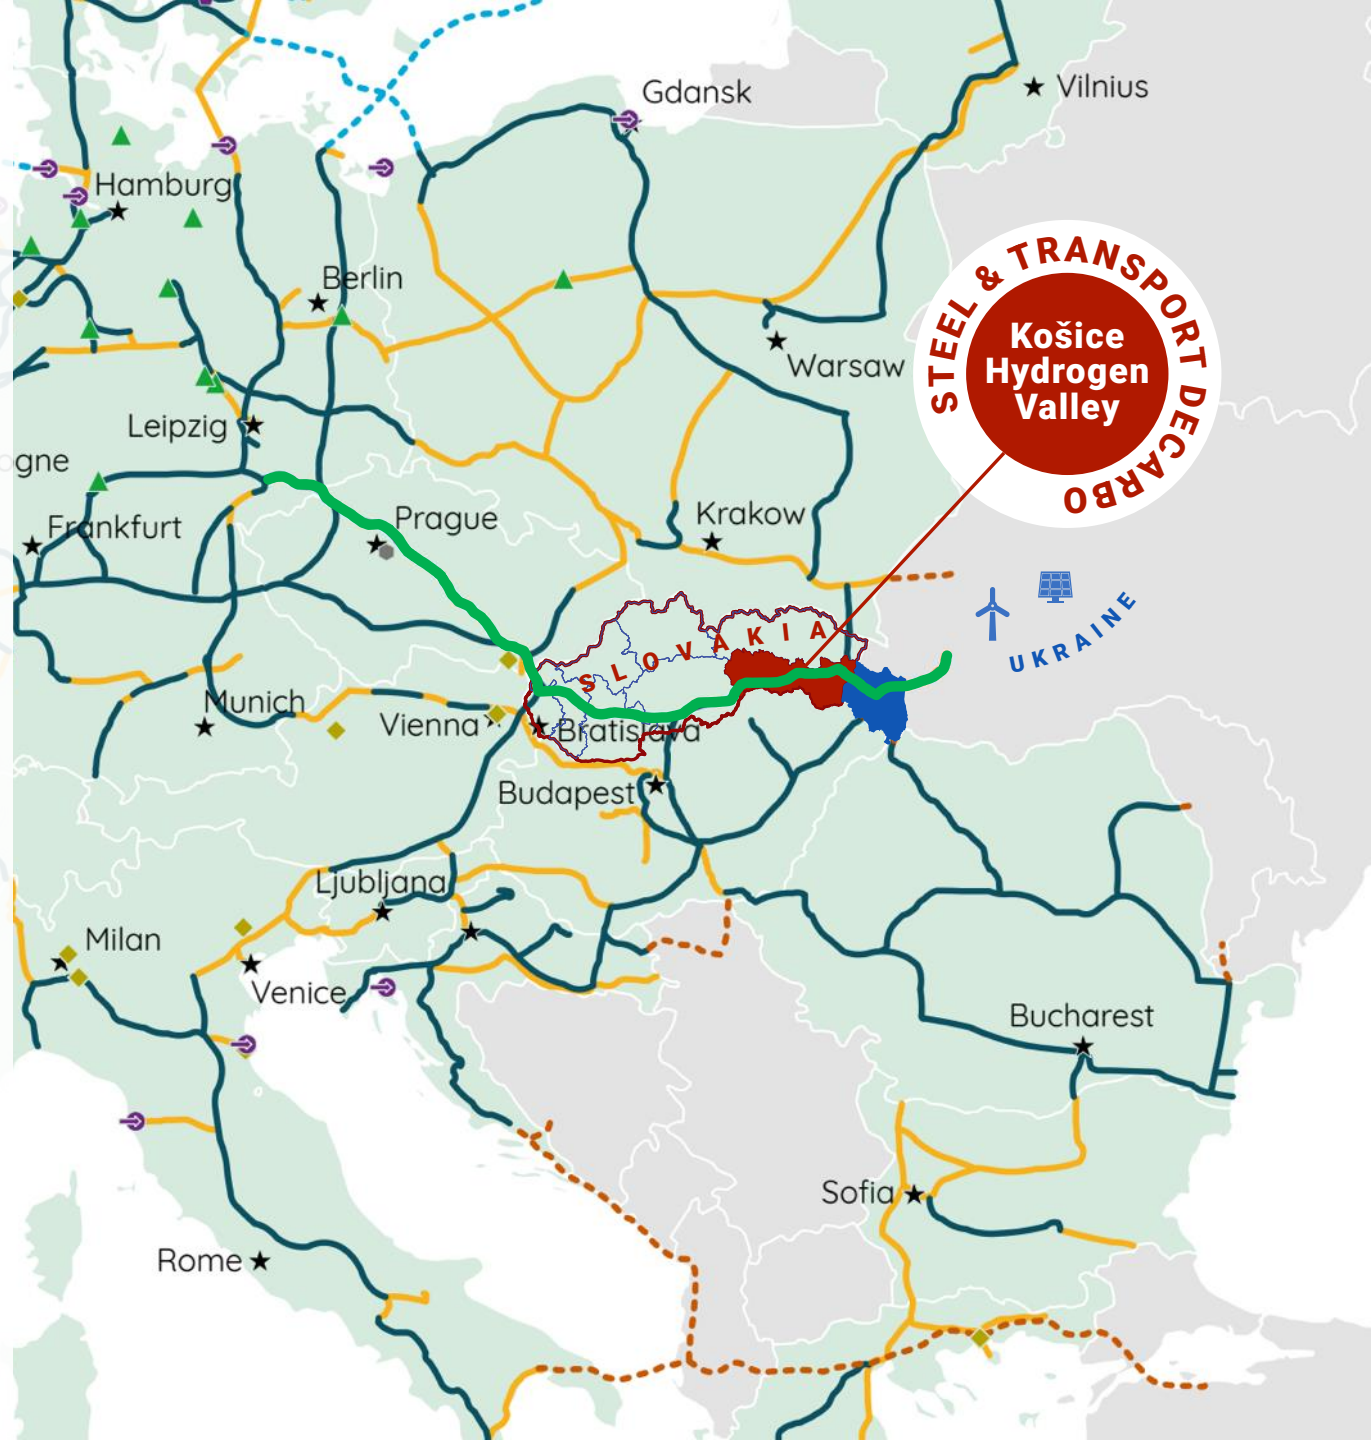 Gdansk
Vilnius
Hamburg
Berlin
STEEL & TRANSPORT DECARBO
Košice
Hydrogen
Valley
Warsaw
Leipzig
ogne
Frankfurt
Prague
Krakow
UKRAINE
SLOVAKIA
Munich
Vienna
Bratislava
Budapest
Ljubljana
Milan
Venice
Bucharest
Sofia
Rome